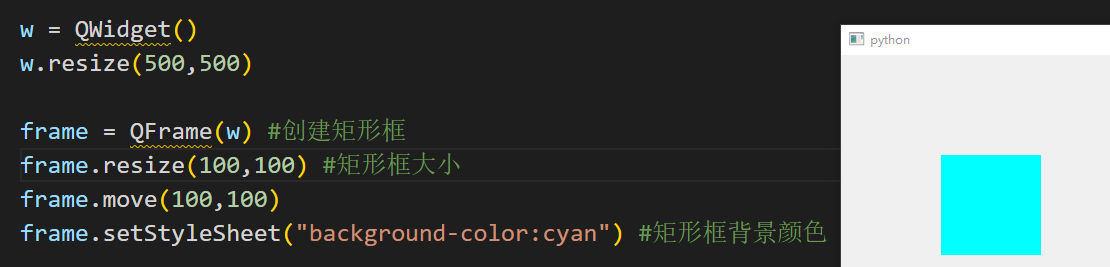 w = QWidget()
w.resize(500,500)
frame = QFrame(w) #创建矩形框
frame.resize(100,100) #矩形框大小
frame.move(100,100)
frame.setStyleSheet("background-color:cyan") #矩形框背景颜色
python